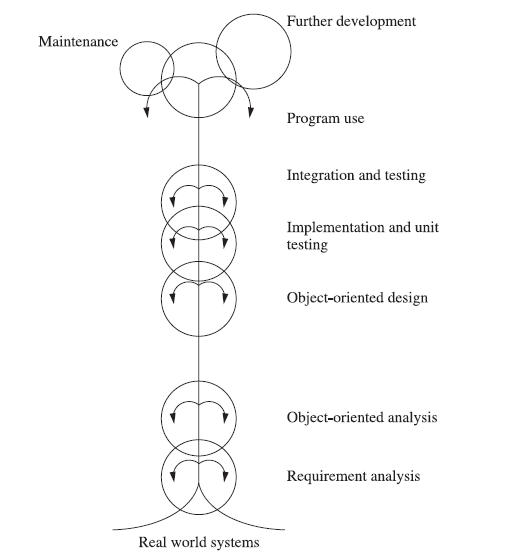 Further development
Maintenance
Program use
Integration and testing
Implementation and unit
testing
Object-oriented design
Object-oriented analysis
Requirement analysis
Real world systems